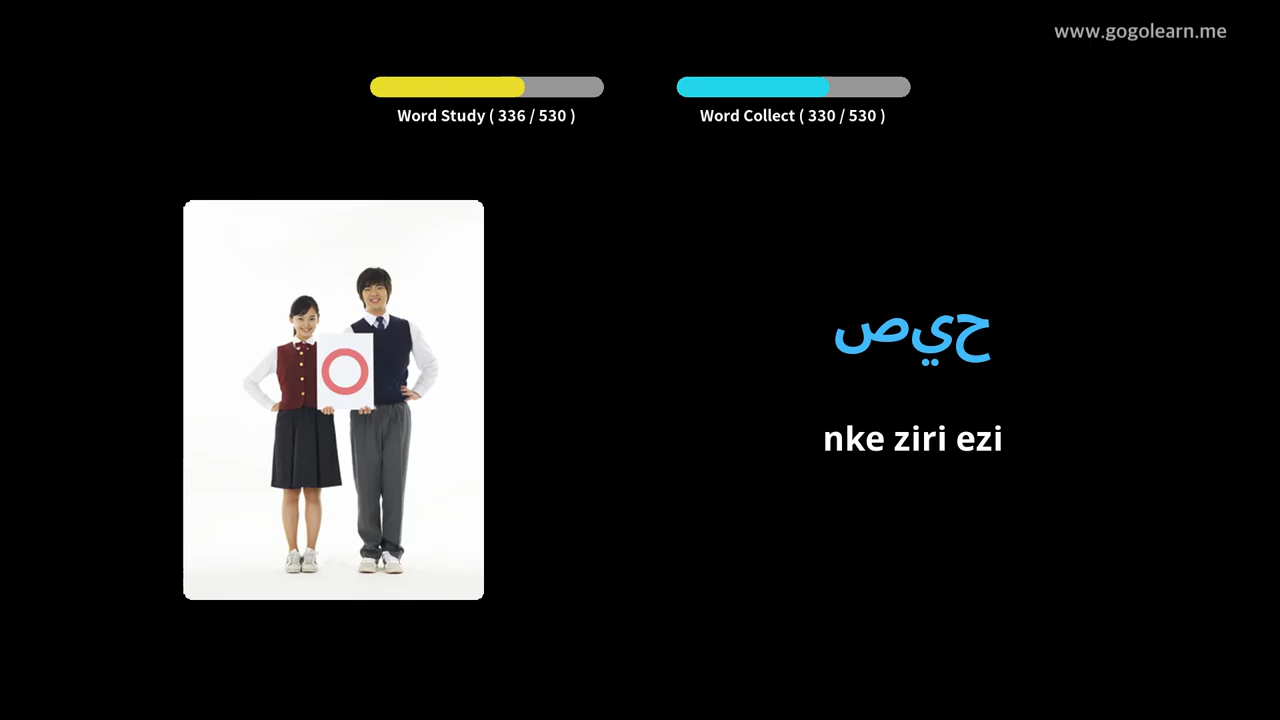 www.gogolearn.me
Word Study ( 336 / 530 )
Word Collect ( 330 / 530 )
حيص
nke ziri ezi